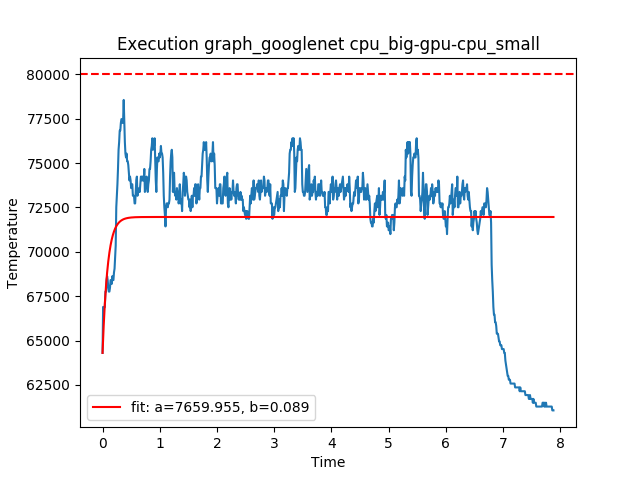 Execution graph_googlenet cpu_big-gpu-cpu_small
80000
77500
75000
72500
70000
67500
65000
62500
Temperature
fit: a=7659.955, b=0.089
0 1 2 3 4 5 6 7 8
Time